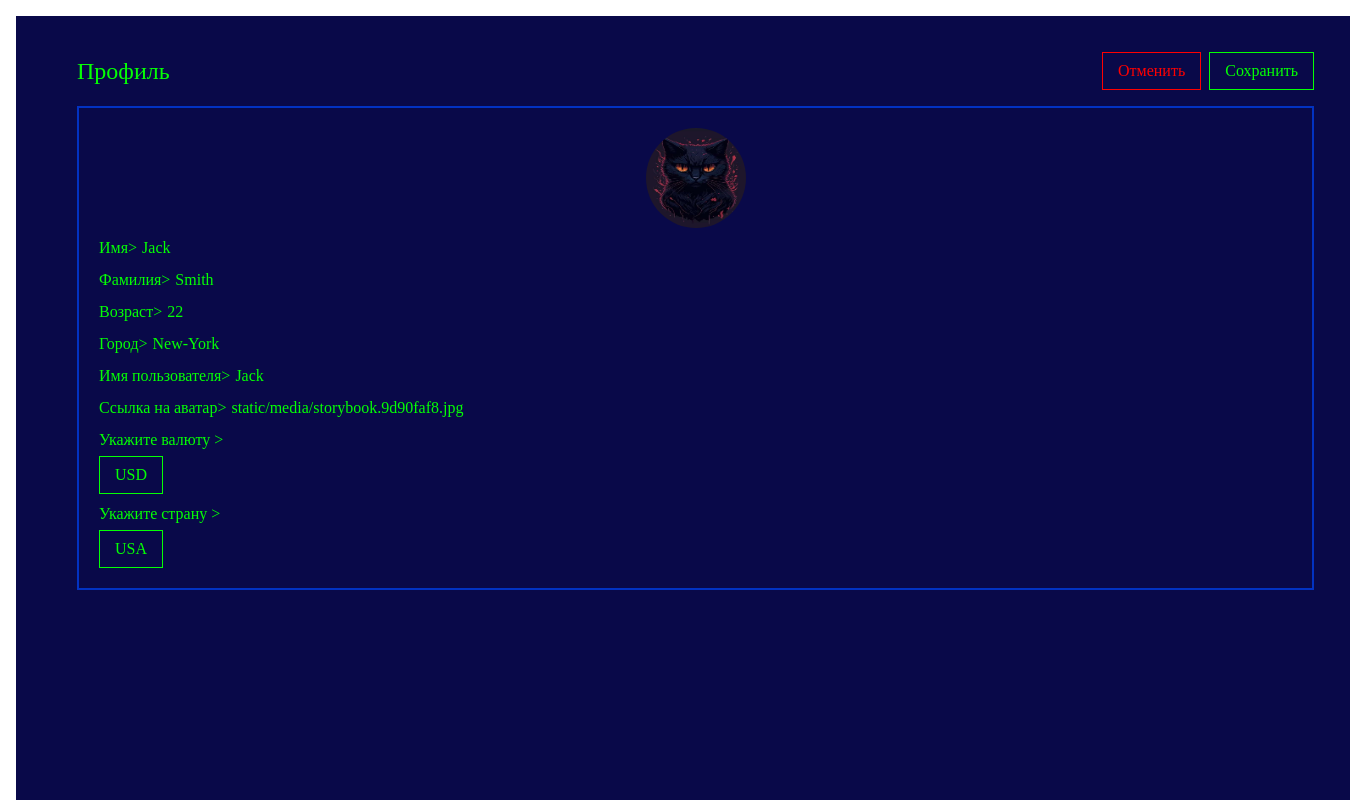 Профиль
Отменить
Сохранить
Имя> Jack
Фамилия> Smith
Возраст> 22
Город> New-York
Имя пользователя> Jack
Ссылка на аватар> static/media/storybook.9d90faf8.jpg
Укажите валюту >
USD
Укажите страну >
USA